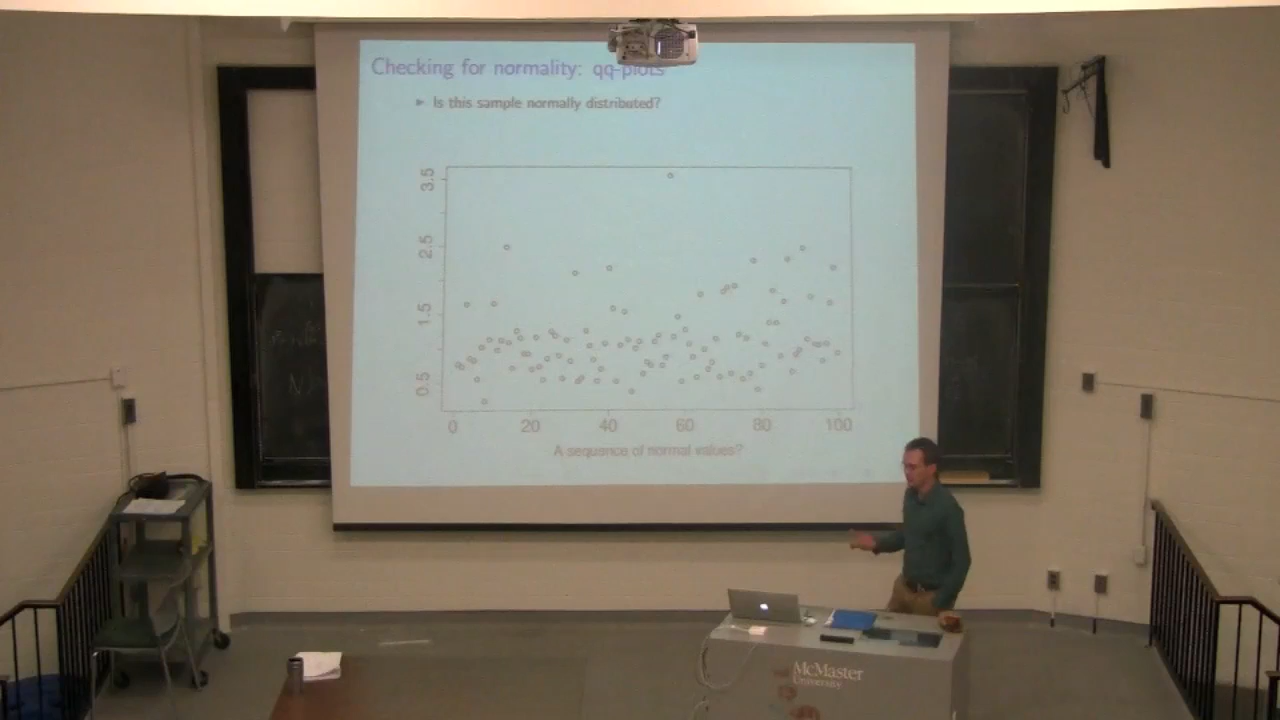 Checking for normality: qq-plots
Is this sample normally distributed?
3.5
2.5
1.5
0.5
0 20 40 60 80 100
A sequence of normal values?
McMaster
University